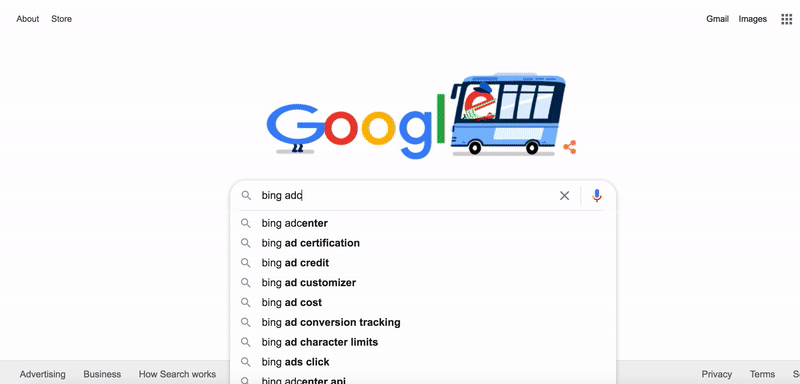 About Store
Gmail Images
Google
bing adc
bing adcenter
bing ad certification
bing ad credit
bing ad customizer
bing ad cost
bing ad conversion tracking
bing ad character limits
bing ads click
bing adcenter api
Advertising Business How Search works
Privacy Terms S